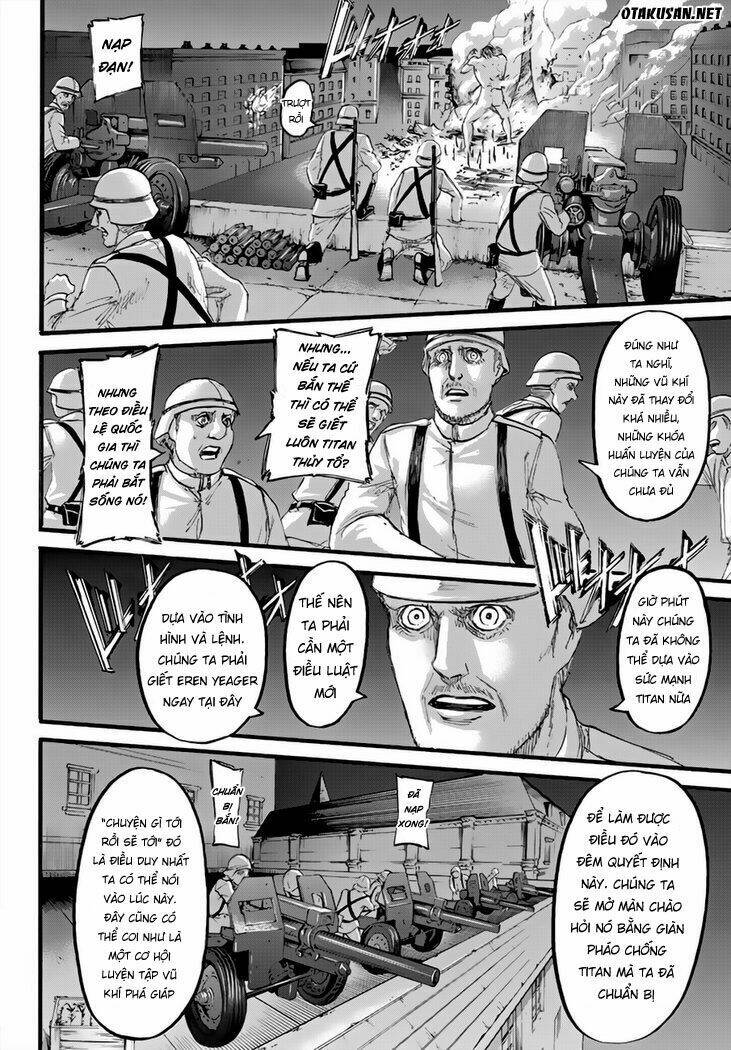 OTAKUSAN.NET
NẠP
ĐẠN!
TRƯỢT
RỒI
ĐÚNG NHƯ
TA NGHĨ,
NHỮNG VŨ KHÍ
NÀY ĐÃ THAY ĐỔI
KHÁ NHIỀU,
NHỮNG KHÓA
HUẤN LUYỆN CỦA
CHÚNG TA VẪN
CHƯA ĐỦ
NHƯNG...
NẾU TA CỨ
BẮN THẾ
THÌ CÓ THỂ
SẼ GIẾT
LUÔN TITAN
THỦY TỔ?
NHƯNG
THEO ĐIỀU
LỆ QUỐC
GIA THÌ
CHÚNG TA
PHẢI BẮT
SỐNG NÓ!
GIỜ PHÚT
NÀY CHÚNG TA
ĐÃ KHÔNG
THỂ DỰA VÀO
SỨC MẠNH
TITAN NỮA
THẾ NÊN
TA PHẢI
CẦN MỘT
ĐIỀU LUẬT
MỚI
DỰA VÀO TÌNH
HÌNH VÀ LỆNH.
CHÚNG TA PHẢI
GIẾT EREN YEAGER
NGAY TẠI ĐÂY
ĐỂ LÀM ĐƯỢC
ĐIỀU ĐÓ VÀO
ĐÊM QUYẾT ĐỊNH
NÀY. CHÚNG TA
SẼ MỞ MÀN CHÀO
HỎI NÓ BẰNG GIÀN
PHÁO CHỐNG
TITAN MÀ TA ĐÃ
CHUẨN BỊ
ĐÃ
NẠP
XONG!
CHUẨN
BỊ
BẮN!
"CHUYỆN GÌ TỚI
RỒI SẼ TỚI" ĐÓ
LÀ ĐIỀU DUY NHẤT
TA CÓ THỂ NÓI
VÀO LÚC NÀY.
ĐÂY CŨNG CÓ
THỂ COI NHƯ LÀ
MỘT CƠ HỘI
LUYỆN TẬP VŨ
KHÍ PHÁ GIÁP